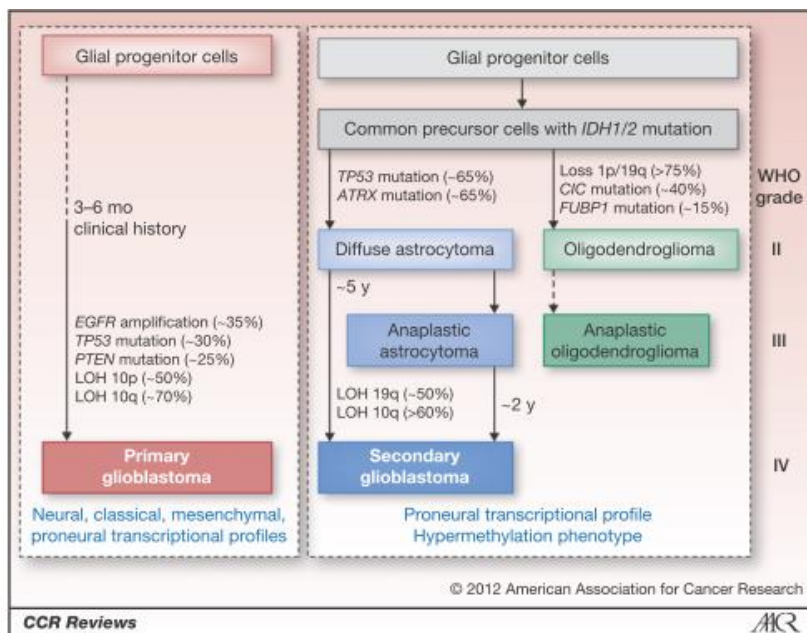 Glial progenitor cells
3–6 mo
clinical history
EGFR amplification (~35%)
TP53 mutation (~30%)
PTEN mutation (~25%)
LOH 10p (~50%)
LOH 10q (~70%)
Primary
glioblastoma
Neural, classical, mesenchymal,
proneural transcriptional profiles
Glial progenitor cells
Common precursor cells with IDH1/2 mutation
TP53 mutation (~65%)
ATRX mutation (~65%)
Loss 1p/19q (>75%)
CIC mutation (~40%)
FUBP1 mutation (~15%)
Diffuse astrocytoma
Oligodendroglioma
~5 y
Anaplastic
astrocytoma
Anaplastic
oligodendroglioma
LOH 19q (~50%)
LOH 10q (>60%)
~2 y
Secondary
glioblastoma
Proneural transcriptional profile
Hypermethylation phenotype
WHO
grade
II
III
IV
© 2012 American Association for Cancer Research
CCR Reviews
AACR